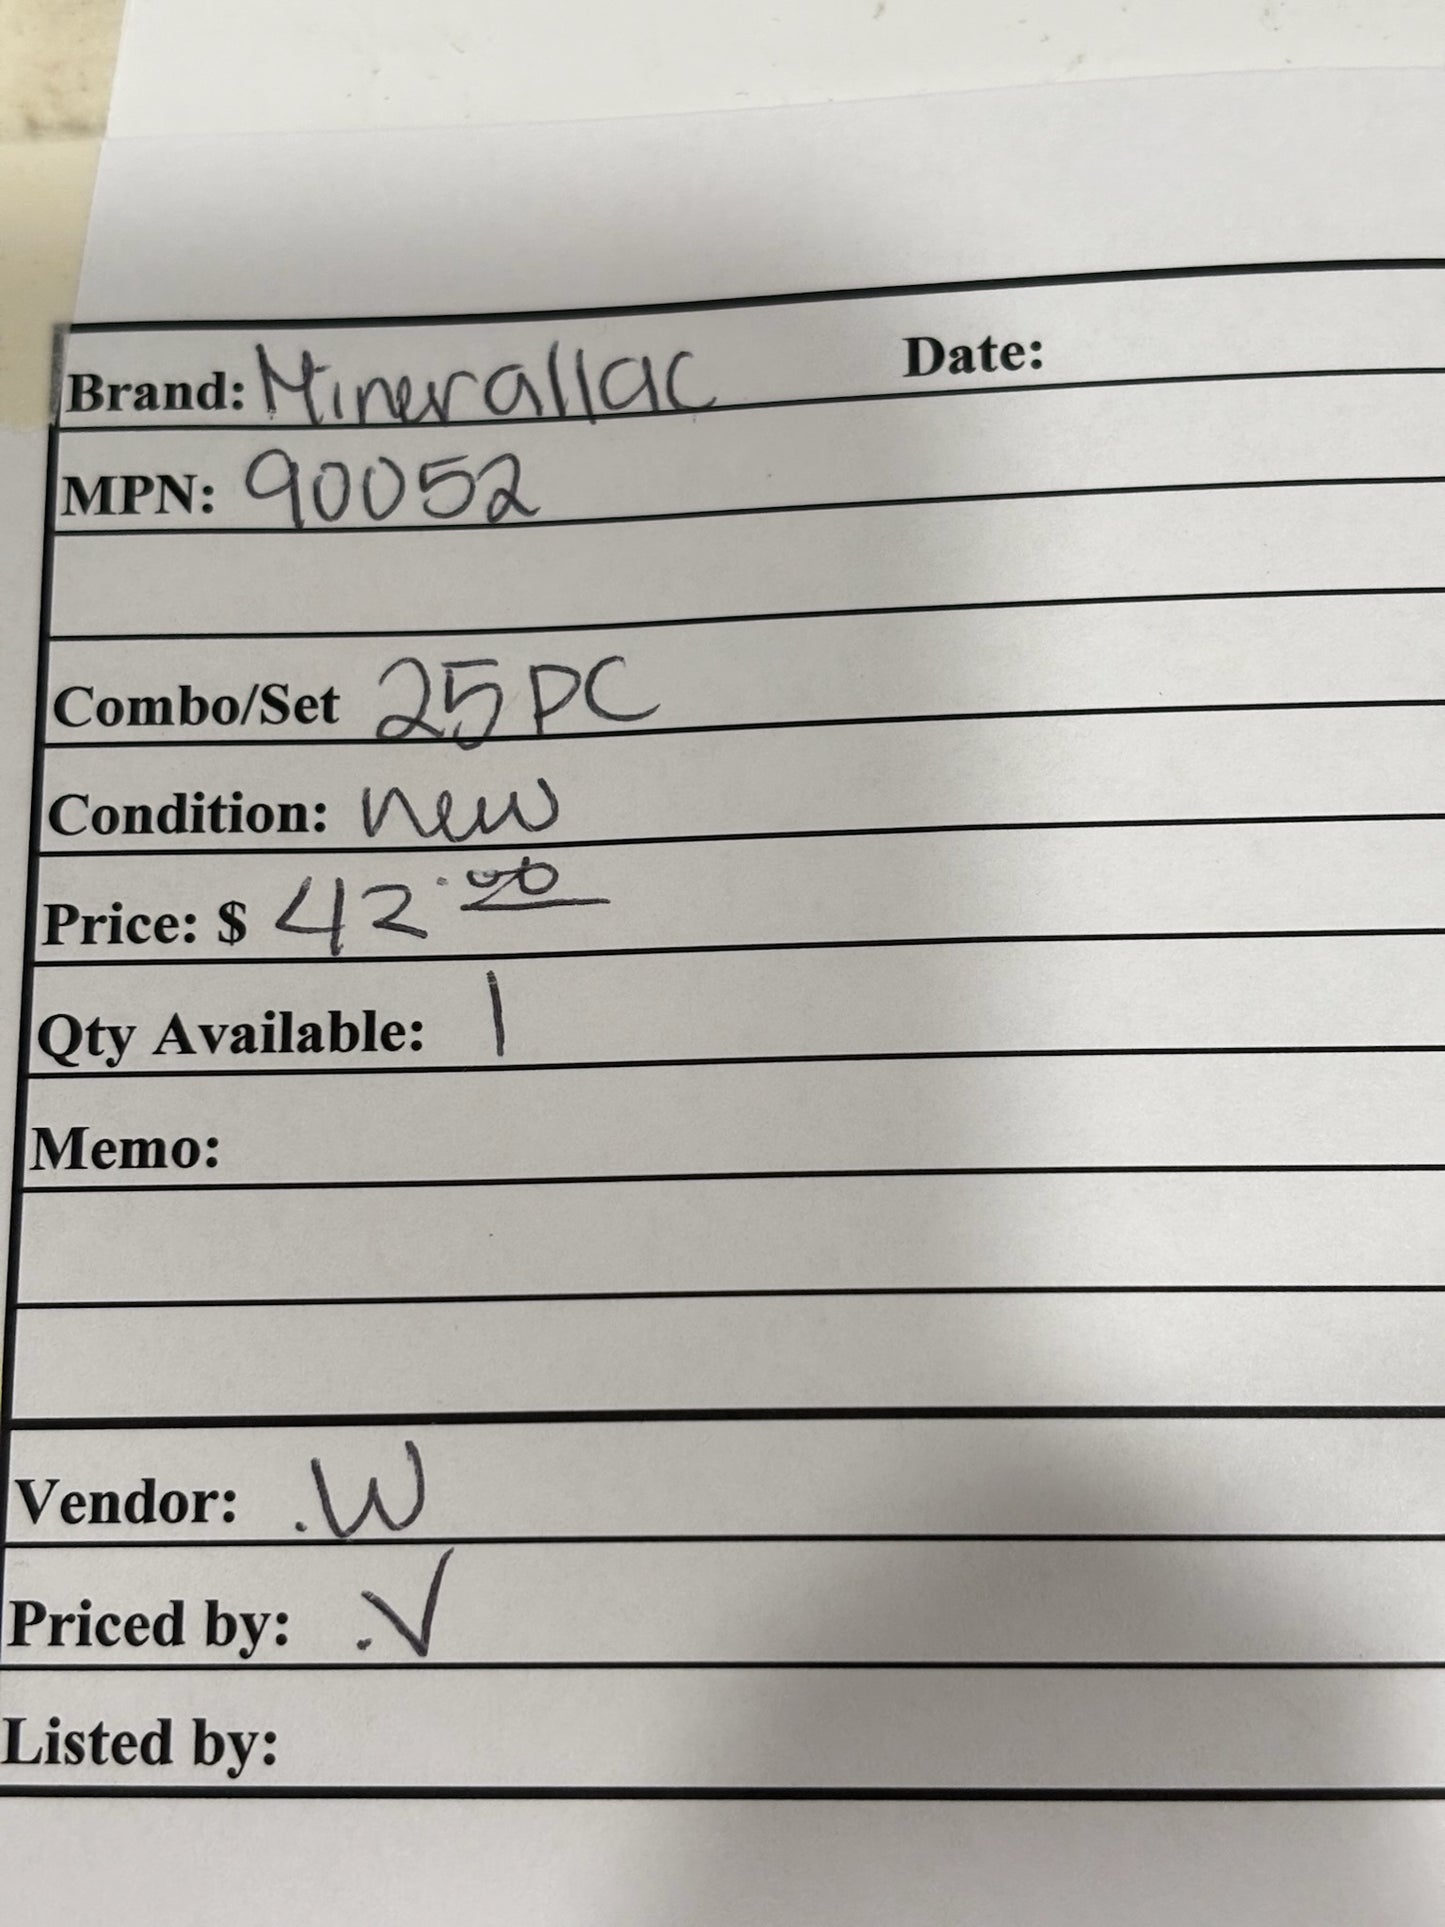 Brand: Minerallac Date:
MPN: 90052
Combo/Set 25PC
Condition: new
Price: $ 42.00
Qty Available: 1
Memo:
Vendor: .W
Priced by: .V
Listed by: